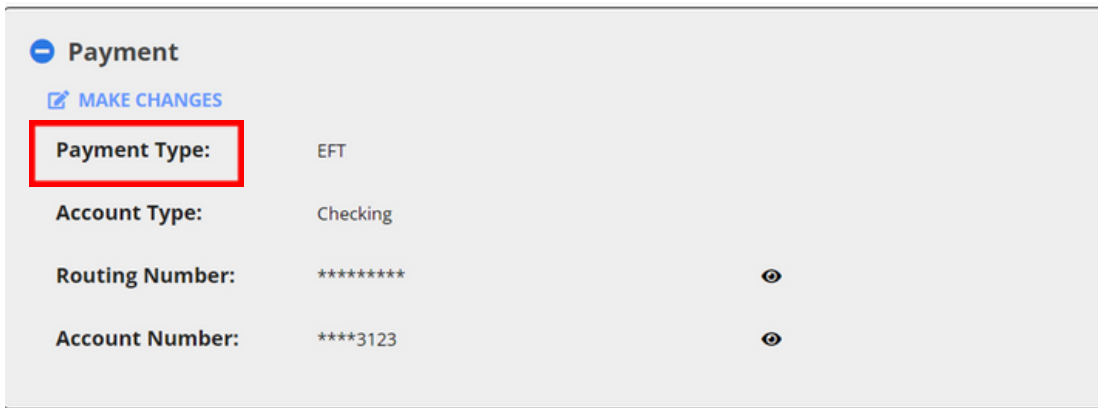 Payment
MAKE CHANGES
Payment Type: EFT
Account Type: Checking
Routing Number: *********
Account Number: ****3123